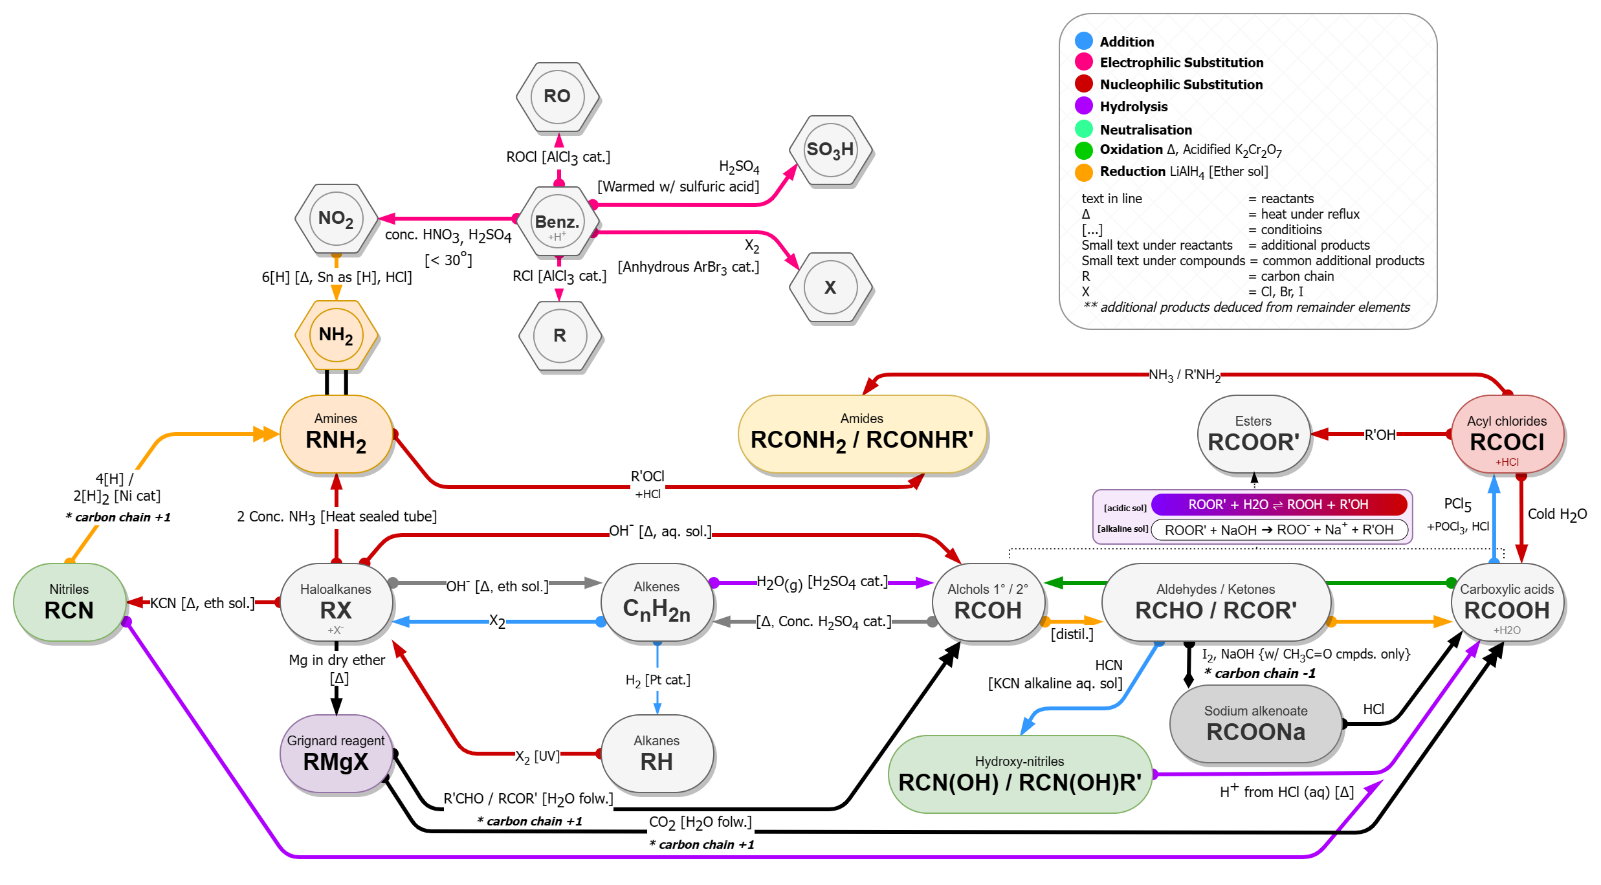 Addition
Electrophilic Substitution
Nucleophilic Substitution
Hydrolysis
Neutralisation
Oxidation Δ, Acidified K2Cr2O7
Reduction LiAlH4 [Ether sol]
text in line = reactants
Δ = heat under reflux
[...] = conditioins
Small text under reactants = additional products
Small text under compounds = common additional products
R = carbon chain
X = Cl, Br, I
** additional products deduced from remainder elements
RO
ROCl [AlCl3 cat.]
SO3H
H2SO4
[Warmed w/ sulfuric acid]
NO2
Benz.
+H+
conc. HNO3, H2SO4
[< 30°]
X2
[Anhydrous ArBr3 cat.]
RCl [AlCl3 cat.]
6[H] [Δ, Sn as [H], HCl]
X
NH2
R
NH3 / R'NH2
Amines
RNH2
Amides
RCONH2 / RCONHR'
Esters
RCOOR'
R'OH
Acyl chlorides
RCOCl
+HCl
4[H] /
2[H]2 [Ni cat]
* carbon chain +1
R'OCl
+HCl
2 Conc. NH3 [Heat sealed tube]
[acidic sol] ROOR' + H2O ⇌ ROOH + R'OH
[alkaline sol] ROOR' + NaOH ➔ ROO- + Na+ + R'OH
PCl5
+POCl3, HCl
Cold H2O
OH- [Δ, aq. sol.]
Nitriles
RCN
KCN [Δ, eth sol.]
Haloalkanes
RX
+X-
OH- [Δ, eth sol.]
X2
Alkenes
CnH2n
H2O(g) [H2SO4 cat.]
[Δ, Conc. H2SO4 cat.]
Alchols 1° / 2°
RCOH
[distil.]
Aldehydes / Ketones
RCHO / RCOR'
Carboxylic acids
RCOOH
+H2O
Mg in dry ether
[Δ]
H2 [Pt cat.]
HCN
[KCN alkaline aq. sol]
I2, NaOH {w/ CH3C=O cmpds. only}
* carbon chain -1
Sodium alkenoate
RCOONa
HCl
Grignard reagent
RMgX
X2 [UV]
Alkanes
RH
Hydroxy-nitriles
RCN(OH) / RCN(OH)R'
H+ from HCl (aq) [Δ]
R'CHO / RCOR' [H2O folw.]
* carbon chain +1
CO2 [H2O folw.]
* carbon chain +1